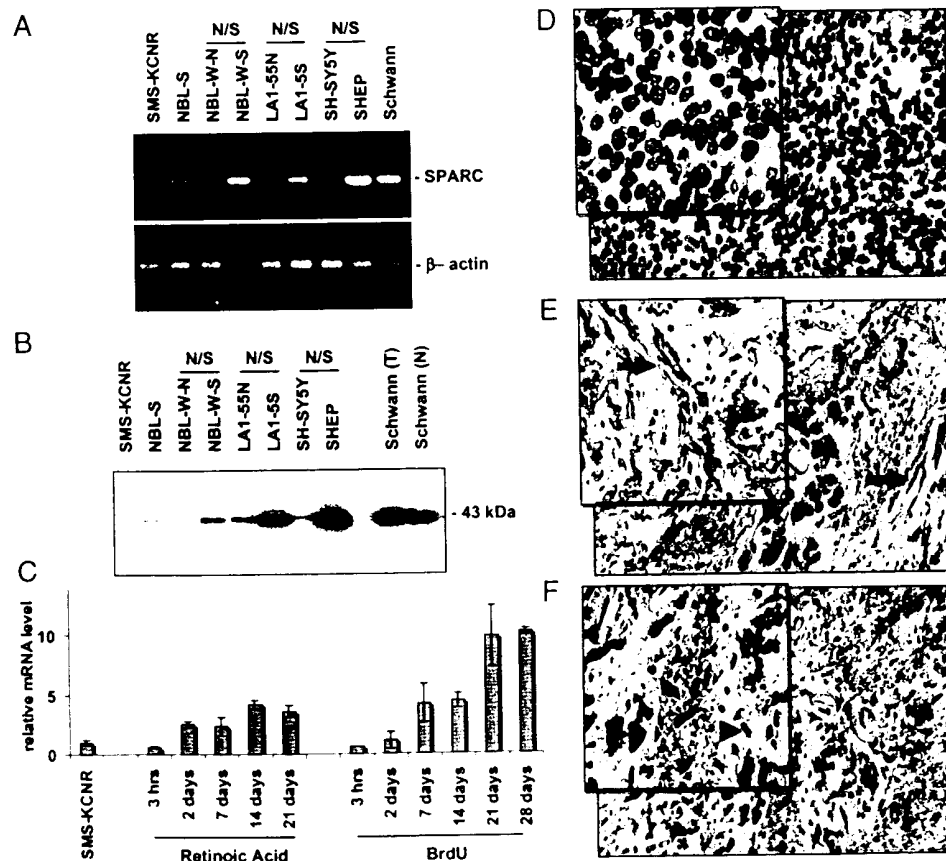 A
N/S N/S N/S
SMS-KCNR
NBL-S
NBL-W-N
NBL-W-S
LA1-55N
LA1-5S
SH-SY5Y
SHEP
Schwann
- SPARC
- β– actin
B
N/S N/S N/S
SMS-KCNR
NBL-S
NBL-W-N
NBL-W-S
LA1-55N
LA1-5S
SH-SY5Y
SHEP
Schwann (T)
Schwann (N)
- 43 kDa
C
relative mRNA level
10
5
0
SMS-KCNR
3 hrs
2 days
7 days
14 days
21 days
3 hrs
2 days
7 days
14 days
21 days
28 days
Retinoic Acid
BrdU
D
E
F